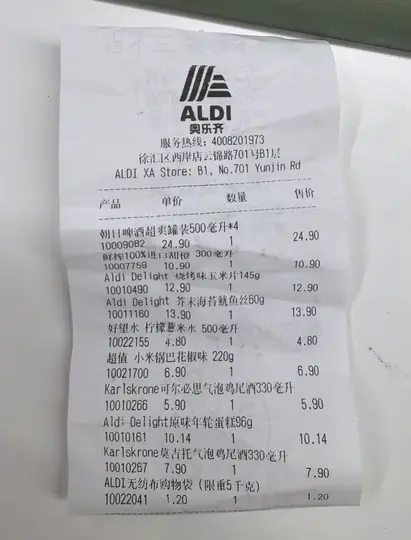 ALDI
奥乐齐
服务热线: 4008201973
徐汇区西岸店云锦路701号B1层
ALDI XA Store: B1, No.701 Yunjin Rd
产品 单价 数量 售价
朝日啤酒超爽罐装500毫升*4
10009082 24.90 1 24.90
鲜榨100%进口甜橙 300毫升
10007759 10.90 1 10.90
Aldi Delight 烧烤味玉米片145g
10010490 12.90 1 12.90
Aldi Delight 芥末海苔鱿鱼丝60g
10011160 13.90 1 13.90
好望水 柠檬薏米水 500毫升
10022155 4.80 1 4.80
超值 小米锅巴花椒味 220g
10021700 6.90 1 6.90
Karlskrone可尔必思气泡鸡尾酒330毫升
10010266 5.90 1 5.90
Aldi Delight原味年轮蛋糕96g
10010161 10.14 1 10.14
Karlskrone莫吉托气泡鸡尾酒330毫升
10010267 7.90 1 7.90
ALDI无纺布购物袋 (限重5千克)
10022041 1.20 1 1.20